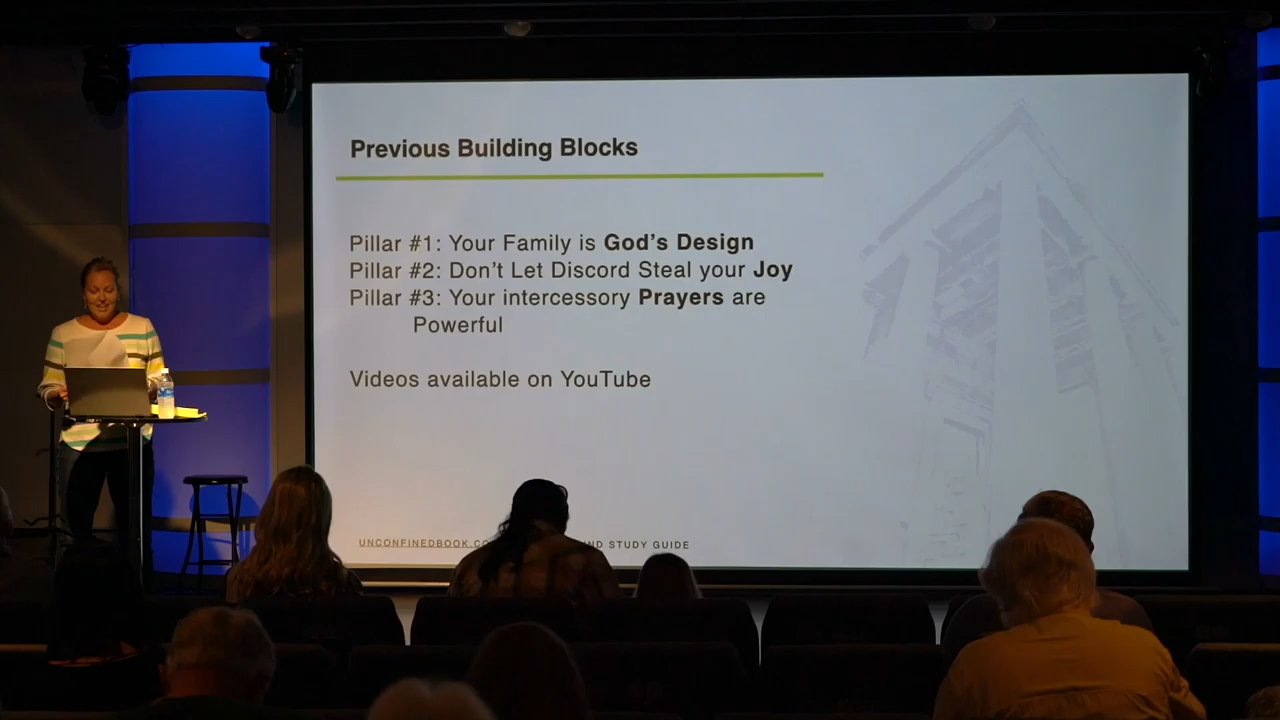 Previous Building Blocks
Pillar #1: Your Family is God's Design
Pillar #2: Don't Let Discord Steal your Joy
Pillar #3: Your intercessory Prayers are
Powerful
Videos available on YouTube
STUDY GUIDE